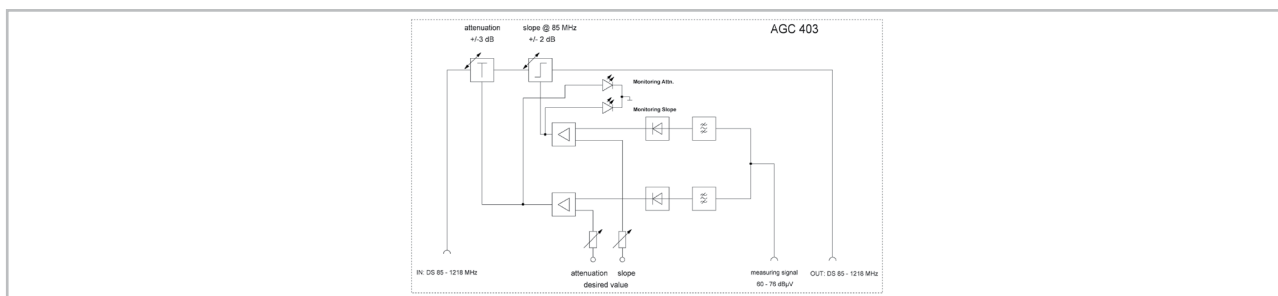 attenuation
+/-3 dB
slope @ 85 MHz
+/- 2 dB
AGC 403
Monitoring Attn.
Monitoring Slope
IN: DS 85 - 1218 MHz
attenuation slope
desired value
measuring signal
60 - 76 dBµV
OUT: DS 85 - 1218 MHz